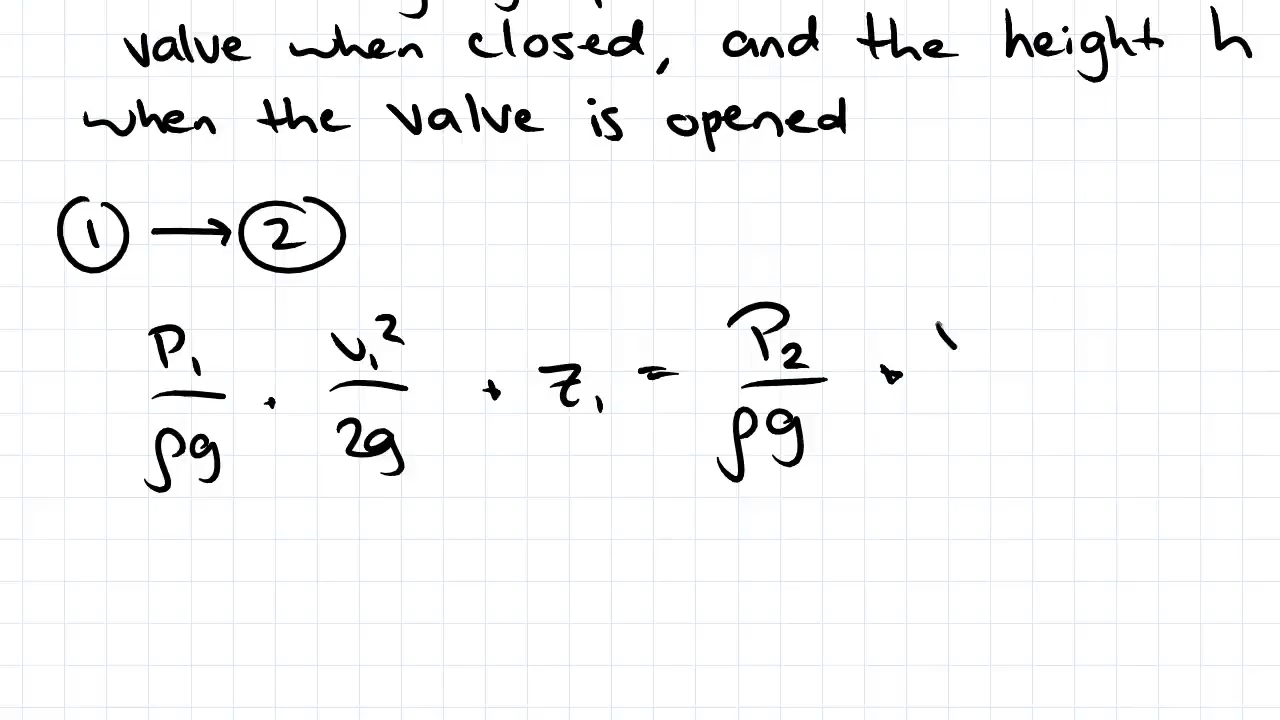 value when closed, and the height h
when the valve is opened
① → ②
P₁/ρg + v₁²/2g + z₁ = P₂/ρg +